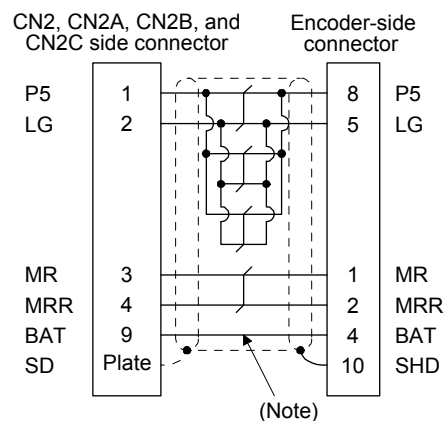 CN2, CN2A, CN2B, and
CN2C side connector
Encoder-side
connector
P5 1 8 P5
LG 2 5 LG
MR 3 1 MR
MRR 4 2 MRR
BAT 9 4 BAT
SD Plate 10 SHD
(Note)